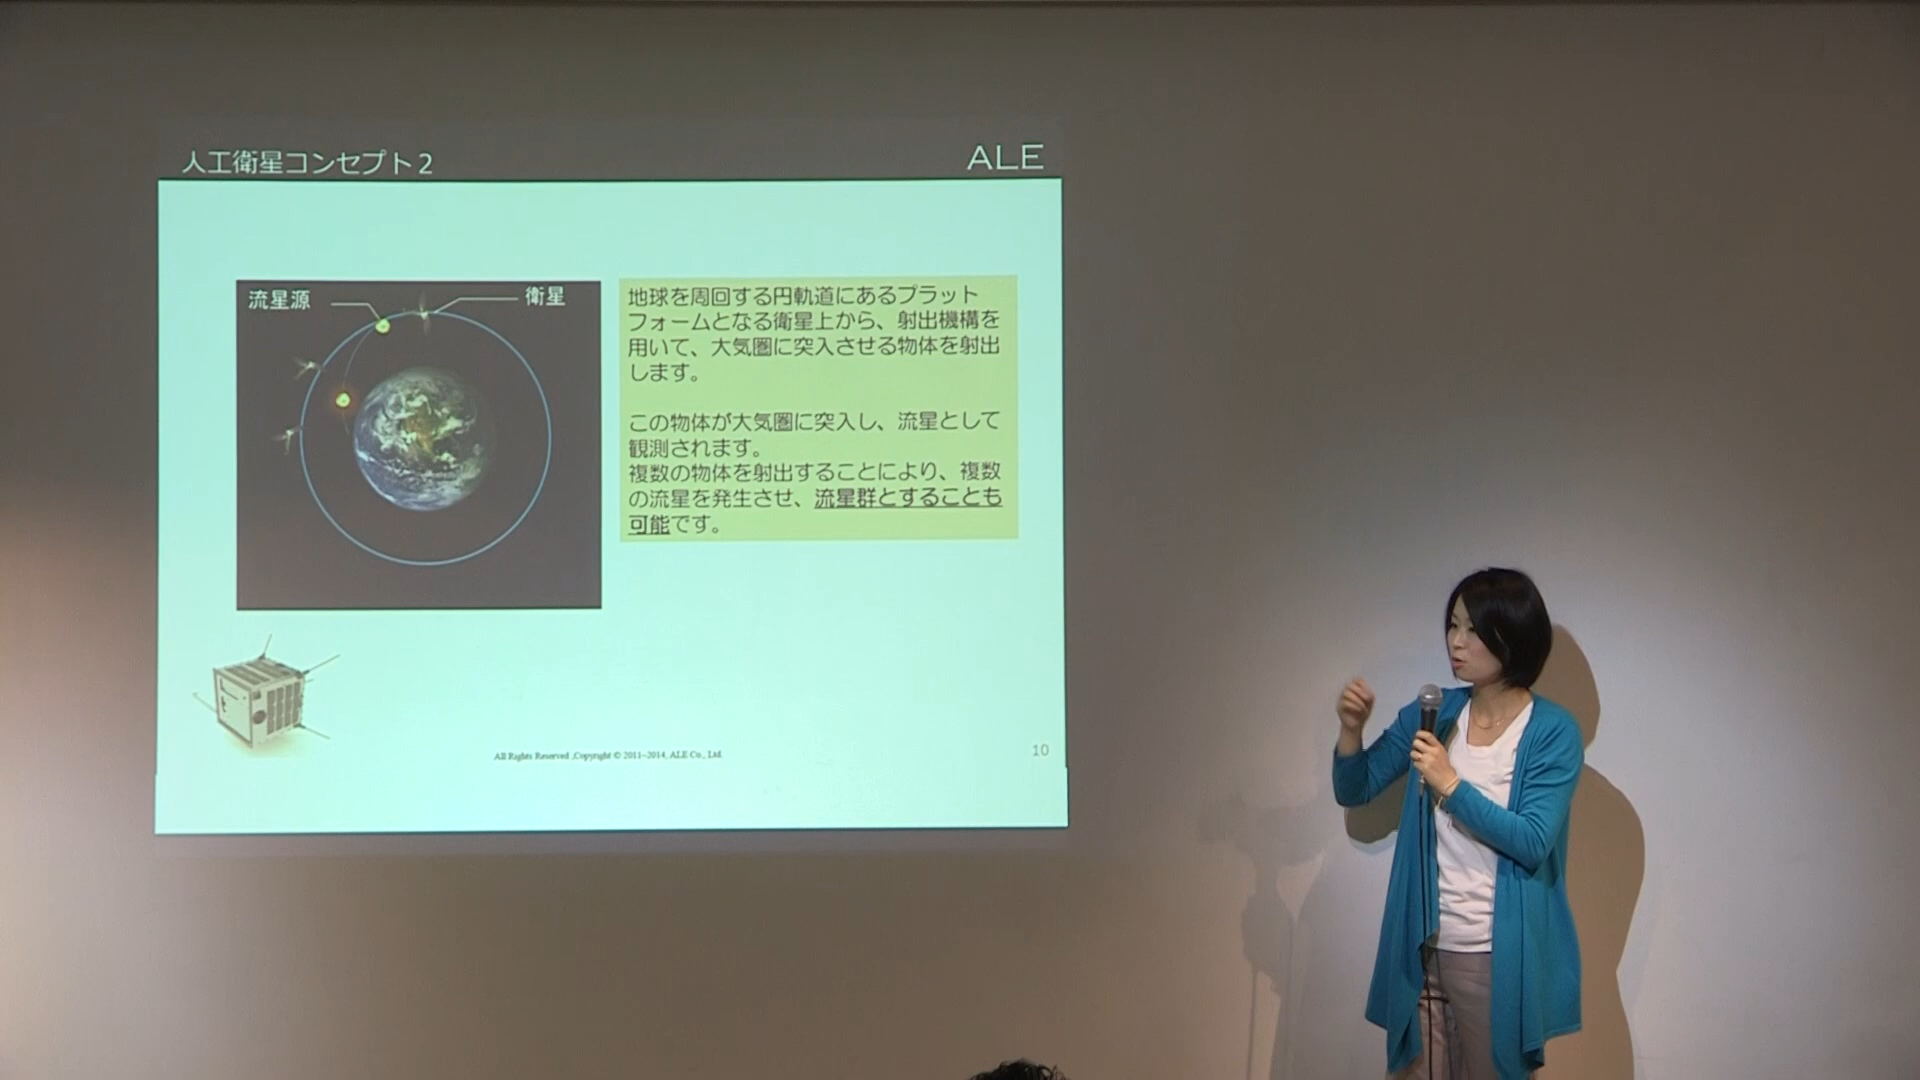 人工衛星コンセプト2
ALE
流星源
衛星
地球を周回する円軌道にあるプラット
フォームとなる衛星上から、射出機構を
用いて、大気圏に突入させる物体を射出
します。
この物体が大気圏に突入し、流星として
観測されます。
複数の物体を射出することにより、複数
の流星を発生させ、流星群とすることも
可能です。
All Rights Reserved ,Copyright © 2011–2014, ALE Co., Ltd.
10